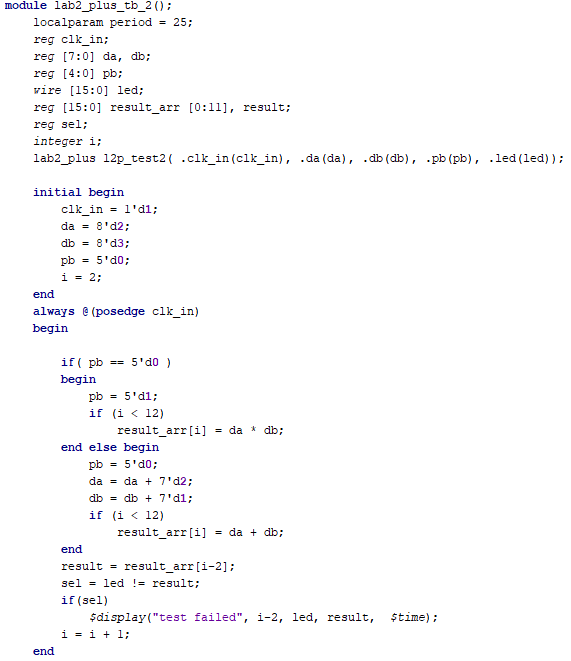 module lab2_plus_tb_2();
localparam period = 25;
reg clk_in;
reg [7:0] da, db;
reg [4:0] pb;
wire [15:0] led;
reg [15:0] result_arr [0:11], result;
reg sel;
integer i;
lab2_plus l2p_test2( .clk_in(clk_in), .da(da), .db(db), .pb(pb), .led(led));
initial begin
clk_in = 1'd1;
da = 8'd2;
db = 8'd3;
pb = 5'd0;
i = 2;
end
always @(posedge clk_in)
begin
if( pb == 5'd0 )
begin
pb = 5'd1;
if (i < 12)
result_arr[i] = da * db;
end else begin
pb = 5'd0;
da = da + 7'd2;
db = db + 7'd1;
if (i < 12)
result_arr[i] = da + db;
end
result = result_arr[i-2];
sel = led != result;
if(sel)
$display("test failed", i-2, led, result,  $time);
i = i + 1;
end